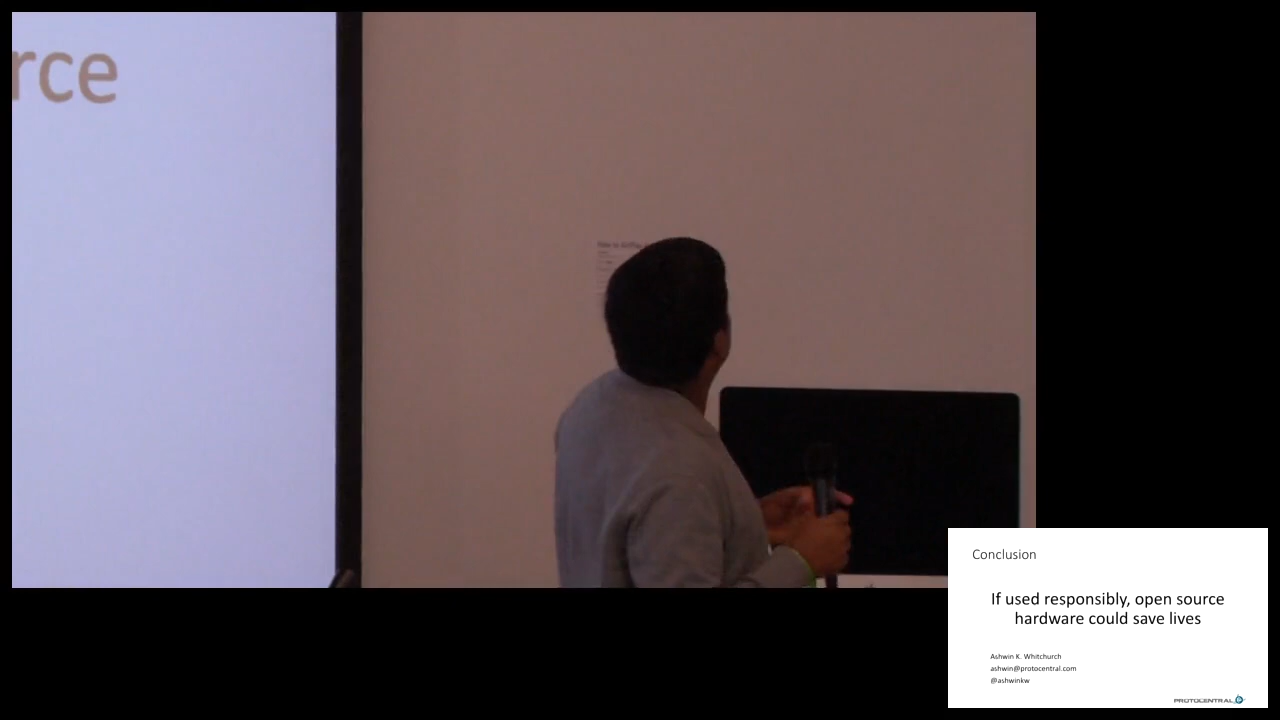 rce
Conclusion
If used responsibly, open source
hardware could save lives
Ashwin K. Whitchurch
ashwin@protocentral.com
@ashwinkw
PROTOCENTRAL